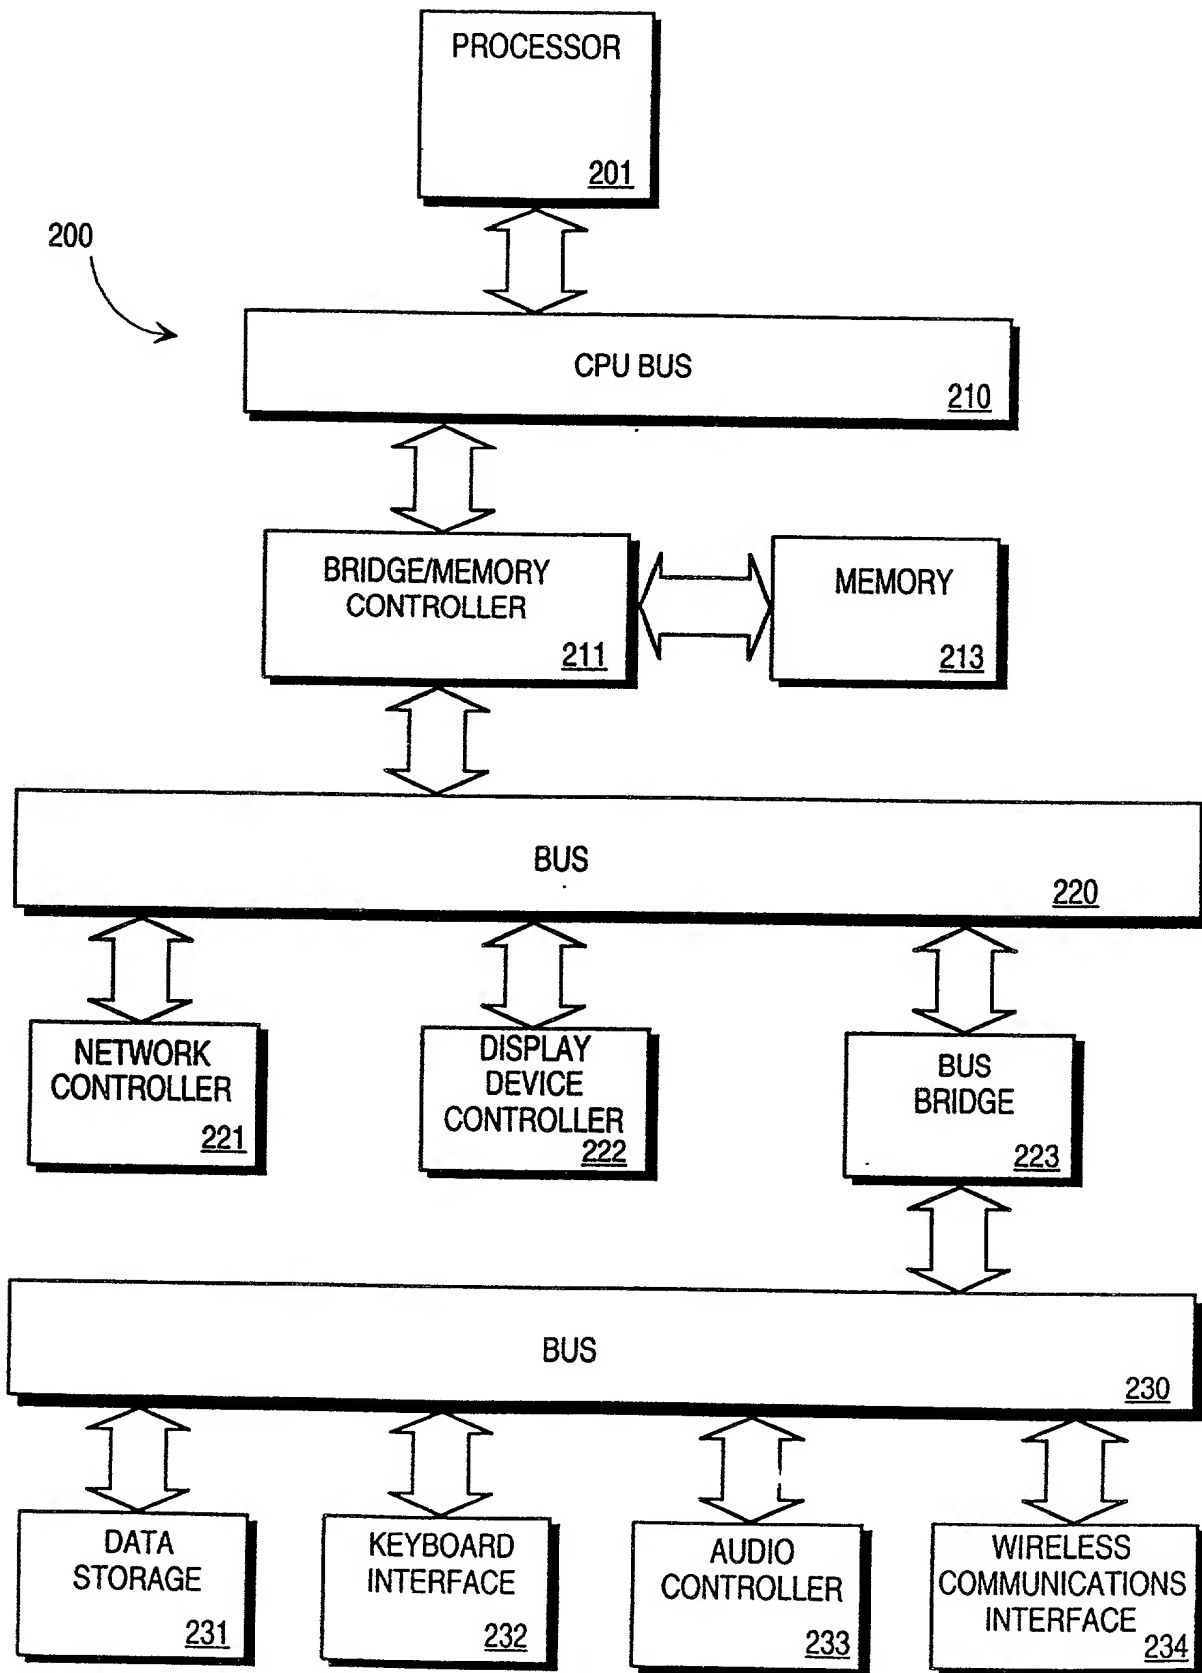 PROCESSOR
201
200
CPU BUS
210
BRIDGE/MEMORY
CONTROLLER
211
MEMORY
213
BUS
220
NETWORK
CONTROLLER
221
DISPLAY
DEVICE
CONTROLLER
222
BUS
BRIDGE
223
BUS
230
DATA
STORAGE
231
KEYBOARD
INTERFACE
232
AUDIO
CONTROLLER
233
WIRELESS
COMMUNICATIONS
INTERFACE
234